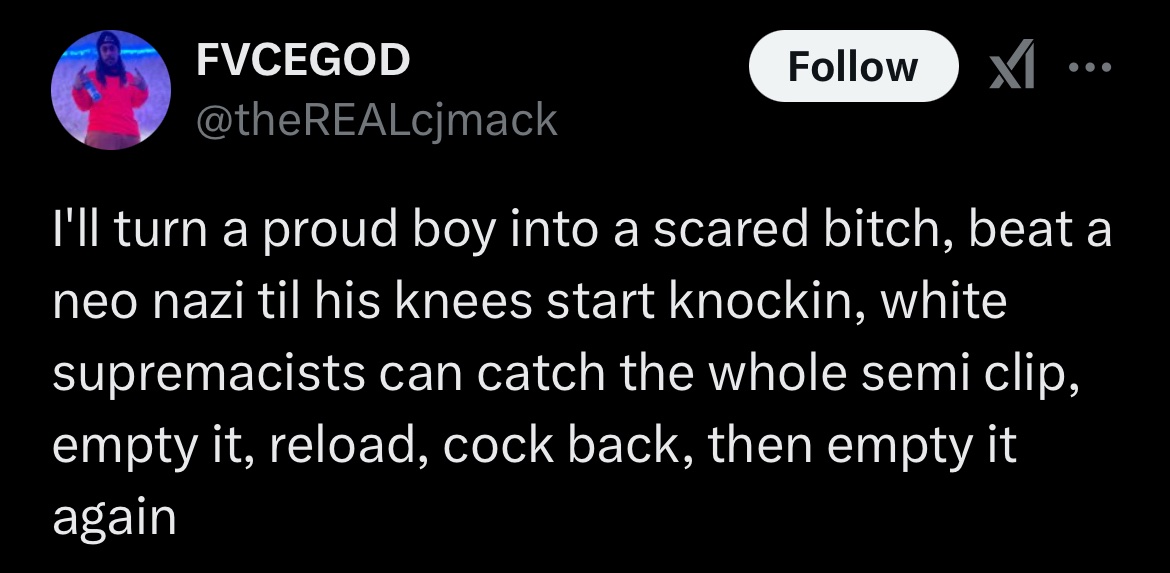 FVCEGOD
Follow
@theREALcjmack
I'll turn a proud boy into a scared bitch, beat a
neo nazi til his knees start knockin, white
supremacists can catch the whole semi clip,
empty it, reload, cock back, then empty it
again